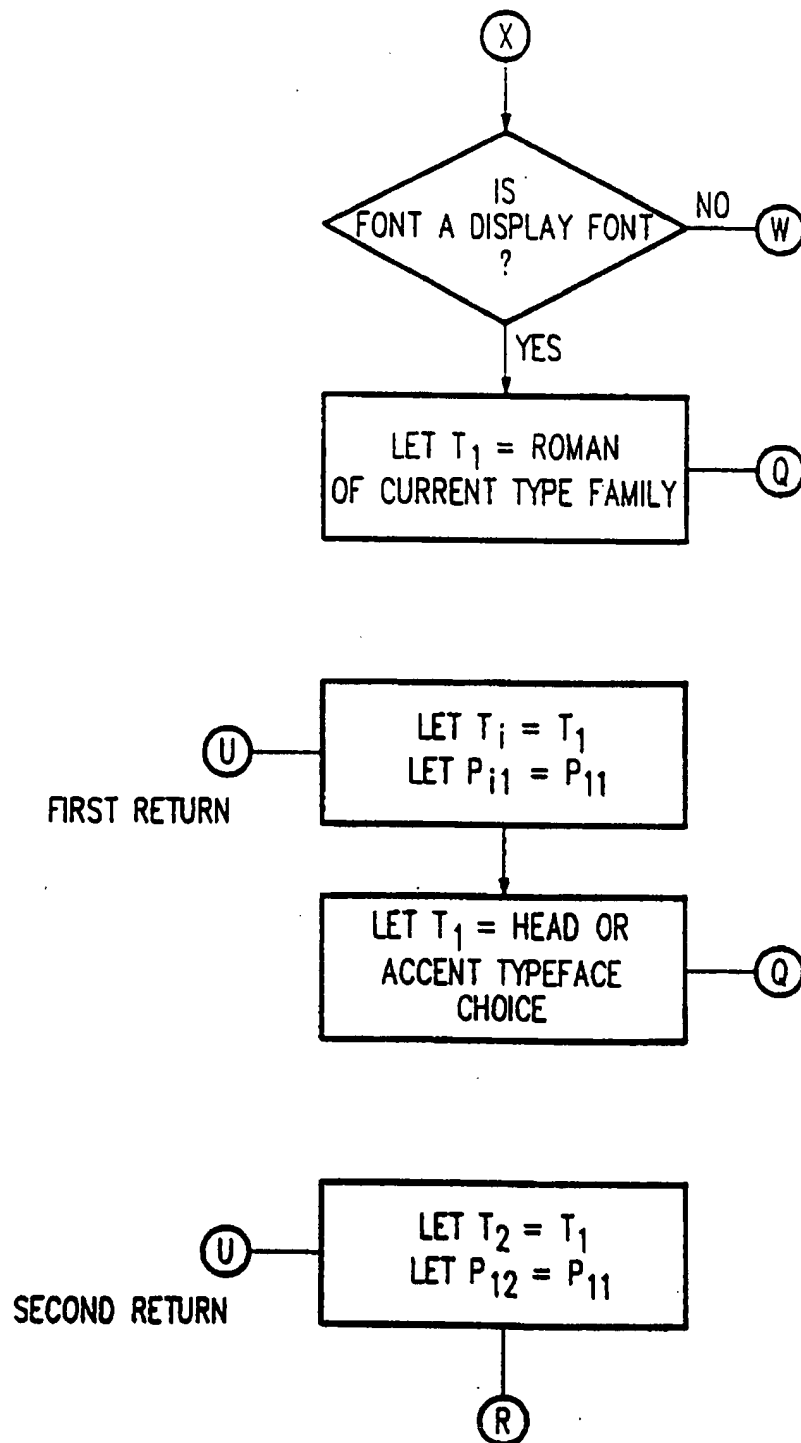 X
IS
FONT A DISPLAY FONT
?
NO
W
YES
LET T₁ = ROMAN
OF CURRENT TYPE FAMILY
Q
U
FIRST RETURN
LET Tᵢ = T₁
LET Pᵢ₁ = P₁₁
LET T₁ = HEAD OR
ACCENT TYPEFACE
CHOICE
Q
U
SECOND RETURN
LET T₂ = T₁
LET P₁₂ = P₁₁
R